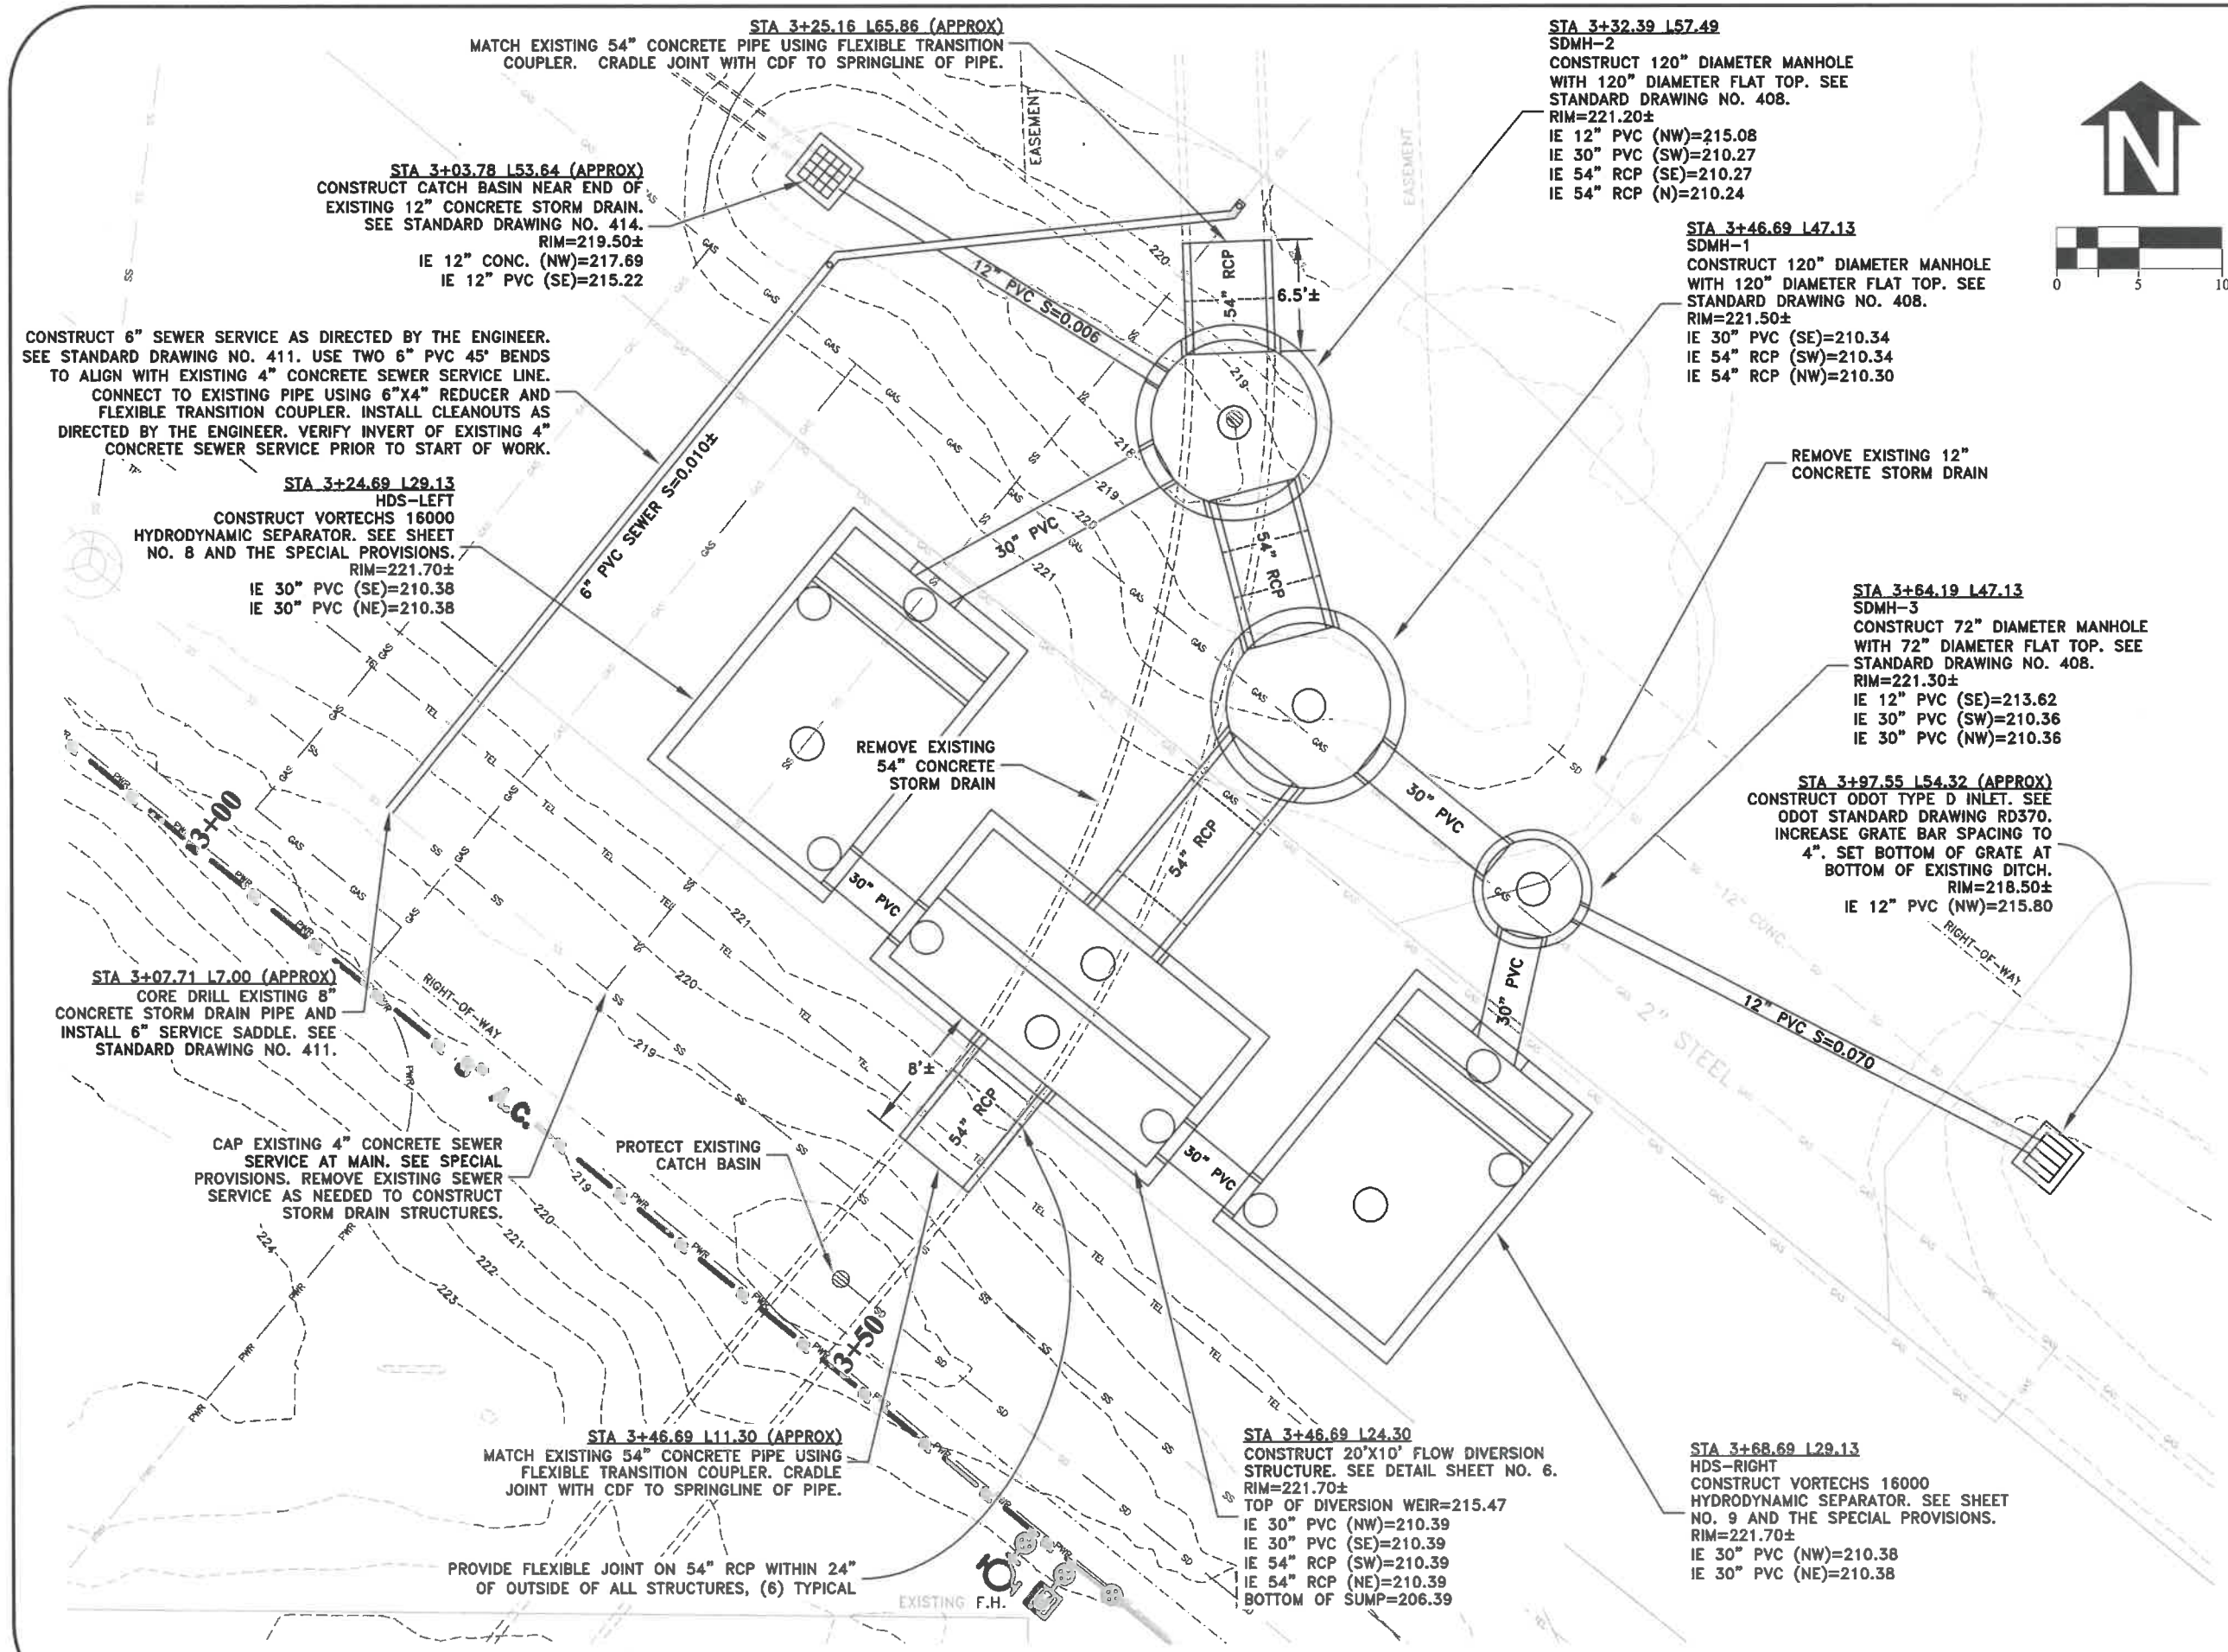 STA 3+25.16 L65.86 (APPROX)
MATCH EXISTING 54" CONCRETE PIPE USING FLEXIBLE TRANSITION
COUPLER. CRADLE JOINT WITH CDF TO SPRINGLINE OF PIPE.
STA 3+32.39 L57.49
SDMH-2
CONSTRUCT 120" DIAMETER MANHOLE
WITH 120" DIAMETER FLAT TOP. SEE
STANDARD DRAWING NO. 408.
RIM=221.20±
IE 12" PVC (NW)=215.08
IE 30" PVC (SW)=210.27
IE 54" RCP (SE)=210.27
IE 54" RCP (N)=210.24
N
0 5 10
STA 3+03.78 L53.64 (APPROX)
CONSTRUCT CATCH BASIN NEAR END OF
EXISTING 12" CONCRETE STORM DRAIN.
SEE STANDARD DRAWING NO. 414.
RIM=219.50±
IE 12" CONC. (NW)=217.69
IE 12" PVC (SE)=215.22
EASEMENT
EASEMENT
STA 3+46.69 L47.13
SDMH-1
CONSTRUCT 120" DIAMETER MANHOLE
WITH 120" DIAMETER FLAT TOP. SEE
STANDARD DRAWING NO. 408.
RIM=221.50±
IE 30" PVC (SE)=210.34
IE 54" RCP (SW)=210.34
IE 54" RCP (NW)=210.30
12" PVC S=0.006
54" RCP
6.5'±
220
219
218
219
220
221
CONSTRUCT 6" SEWER SERVICE AS DIRECTED BY THE ENGINEER.
SEE STANDARD DRAWING NO. 411. USE TWO 6" PVC 45° BENDS
TO ALIGN WITH EXISTING 4" CONCRETE SEWER SERVICE LINE.
CONNECT TO EXISTING PIPE USING 6"X4" REDUCER AND
FLEXIBLE TRANSITION COUPLER. INSTALL CLEANOUTS AS
DIRECTED BY THE ENGINEER. VERIFY INVERT OF EXISTING 4"
CONCRETE SEWER SERVICE PRIOR TO START OF WORK.
REMOVE EXISTING 12"
CONCRETE STORM DRAIN
STA 3+24.69 L29.13
HDS-LEFT
CONSTRUCT VORTECHS 16000
HYDRODYNAMIC SEPARATOR. SEE SHEET
NO. 8 AND THE SPECIAL PROVISIONS.
RIM=221.70±
IE 30" PVC (SE)=210.38
IE 30" PVC (NE)=210.38
6" PVC SEWER S=0.010±
30" PVC
54" RCP
STA 3+64.19 L47.13
SDMH-3
CONSTRUCT 72" DIAMETER MANHOLE
WITH 72" DIAMETER FLAT TOP. SEE
STANDARD DRAWING NO. 408.
RIM=221.30±
IE 12" PVC (SE)=213.62
IE 30" PVC (SW)=210.36
IE 30" PVC (NW)=210.36
REMOVE EXISTING
54" CONCRETE
STORM DRAIN
STA 3+97.55 L54.32 (APPROX)
CONSTRUCT ODOT TYPE D INLET. SEE
ODOT STANDARD DRAWING RD370.
INCREASE GRATE BAR SPACING TO
4". SET BOTTOM OF GRATE AT
BOTTOM OF EXISTING DITCH.
RIM=218.50±
IE 12" PVC (NW)=215.80
3+00
30" PVC
54" RCP
30" PVC
12" CONC.
RIGHT-OF-WAY
30" PVC
2" STEEL
12" PVC S=0.070
STA 3+07.71 L7.00 (APPROX)
CORE DRILL EXISTING 8"
CONCRETE STORM DRAIN PIPE AND
INSTALL 6" SERVICE SADDLE. SEE
STANDARD DRAWING NO. 411.
RIGHT-OF-WAY
221
220
219
8'±
54" RCP
30" PVC
CAP EXISTING 4" CONCRETE SEWER
SERVICE AT MAIN. SEE SPECIAL
PROVISIONS. REMOVE EXISTING SEWER
SERVICE AS NEEDED TO CONSTRUCT
STORM DRAIN STRUCTURES.
PROTECT EXISTING
CATCH BASIN
219
220
221
222
223
224
3+50
STA 3+46.69 L11.30 (APPROX)
MATCH EXISTING 54" CONCRETE PIPE USING
FLEXIBLE TRANSITION COUPLER. CRADLE
JOINT WITH CDF TO SPRINGLINE OF PIPE.
STA 3+46.69 L24.30
CONSTRUCT 20'X10' FLOW DIVERSION
STRUCTURE. SEE DETAIL SHEET NO. 6.
RIM=221.70±
TOP OF DIVERSION WEIR=215.47
IE 30" PVC (NW)=210.39
IE 30" PVC (SE)=210.39
IE 54" RCP (SW)=210.39
IE 54" RCP (NE)=210.39
BOTTOM OF SUMP=206.39
STA 3+68.69 L29.13
HDS-RIGHT
CONSTRUCT VORTECHS 16000
HYDRODYNAMIC SEPARATOR. SEE SHEET
NO. 9 AND THE SPECIAL PROVISIONS.
RIM=221.70±
IE 30" PVC (NW)=210.38
IE 30" PVC (NE)=210.38
PROVIDE FLEXIBLE JOINT ON 54" RCP WITHIN 24"
OF OUTSIDE OF ALL STRUCTURES, (6) TYPICAL
EXISTING F.H.